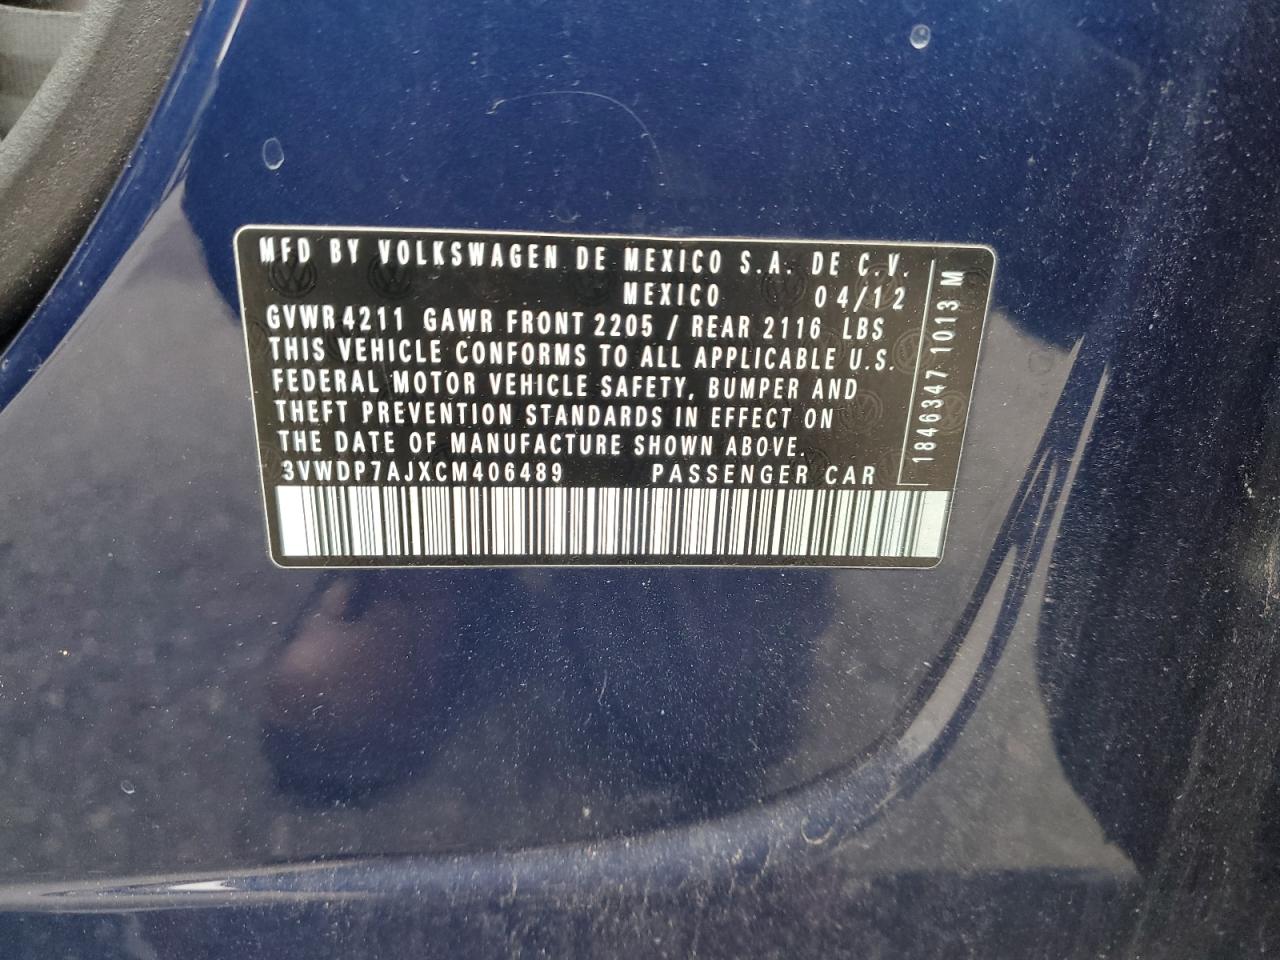 MFD BY VOLKSWAGEN DE MEXICO S.A. DE C.V.
MEXICO 04/12
GVWR 4211 GAWR FRONT 2205 / REAR 2116 LBS
THIS VEHICLE CONFORMS TO ALL APPLICABLE U.S.
FEDERAL MOTOR VEHICLE SAFETY, BUMPER AND
THEFT PREVENTION STANDARDS IN EFFECT ON
THE DATE OF MANUFACTURE SHOWN ABOVE.
3VWDP7AJXCM406489 PASSENGER CAR
1846347 1013 M